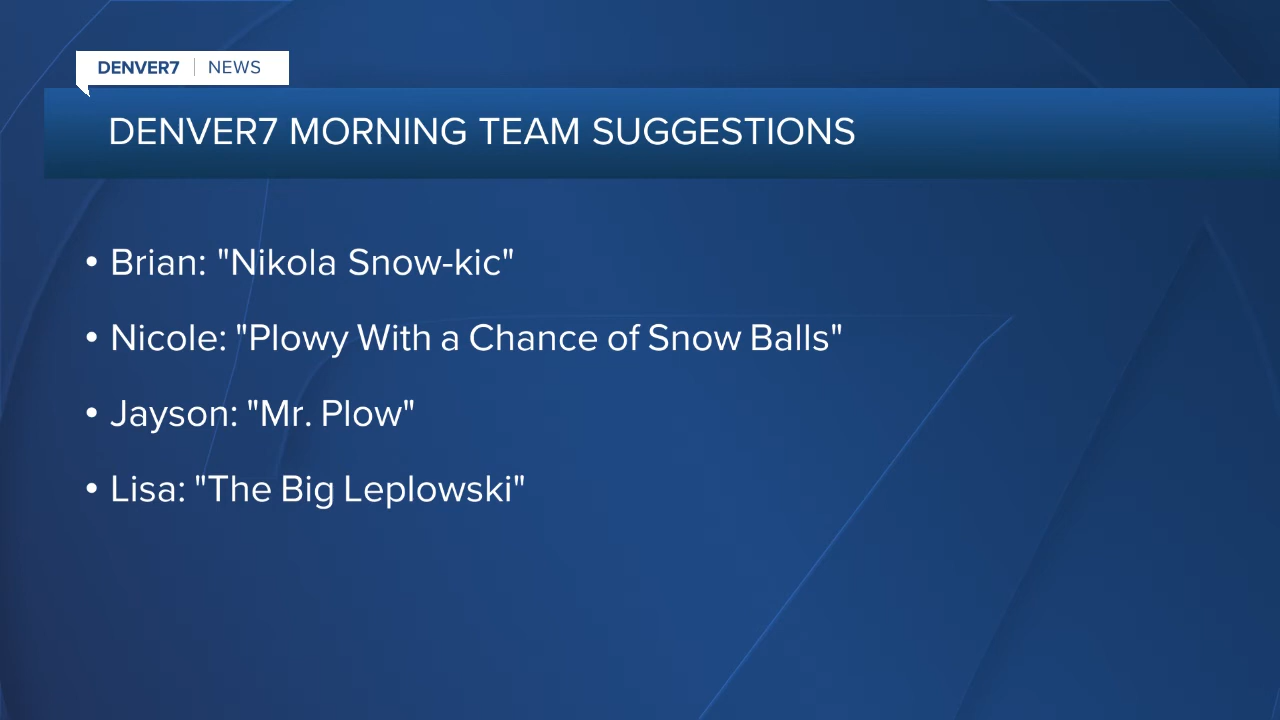 DENVER7 | NEWS
DENVER7 MORNING TEAM SUGGESTIONS
• Brian: "Nikola Snow-kic"
• Nicole: "Plowy With a Chance of Snow Balls"
• Jayson: "Mr. Plow"
• Lisa: "The Big Leplowski"